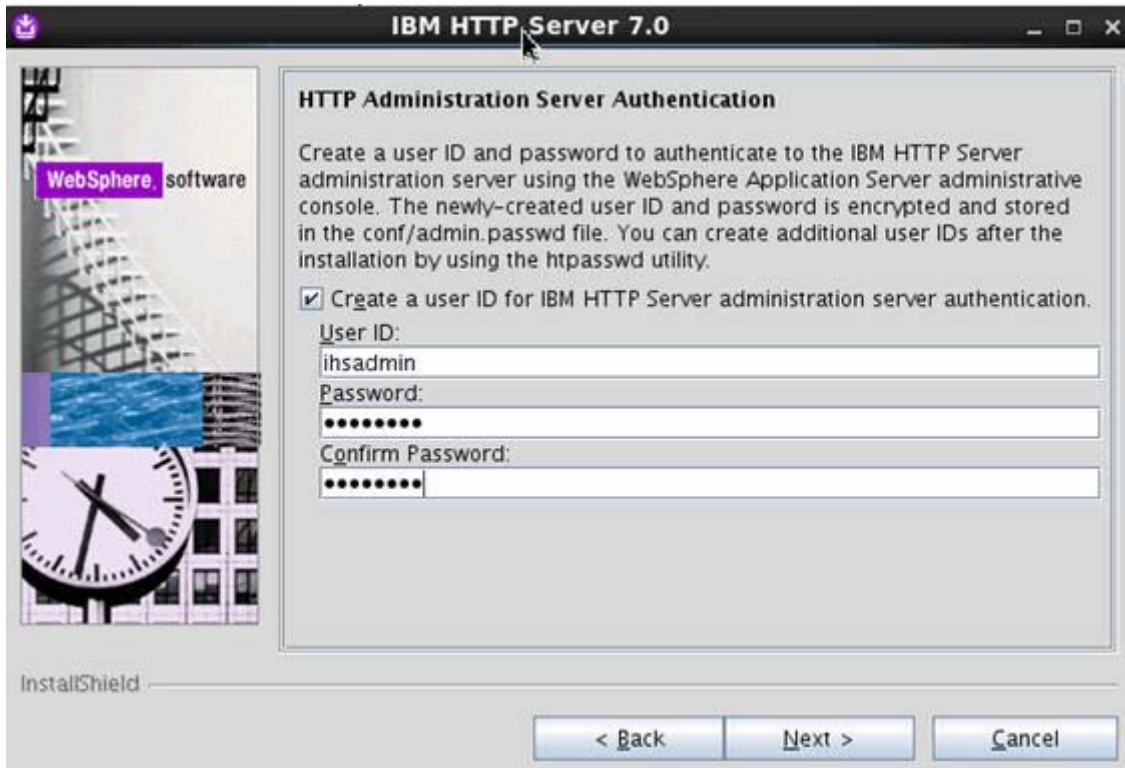 IBM HTTP Server 7.0
WebSphere. software
HTTP Administration Server Authentication
Create a user ID and password to authenticate to the IBM HTTP Server
administration server using the WebSphere Application Server administrative
console. The newly-created user ID and password is encrypted and stored
in the conf/admin.passwd file. You can create additional user IDs after the
installation by using the htpasswd utility.
Create a user ID for IBM HTTP Server administration server authentication.
User ID:
ihsadmin
Password:
••••••••
Confirm Password:
••••••••
InstallShield
< Back
Next >
Cancel